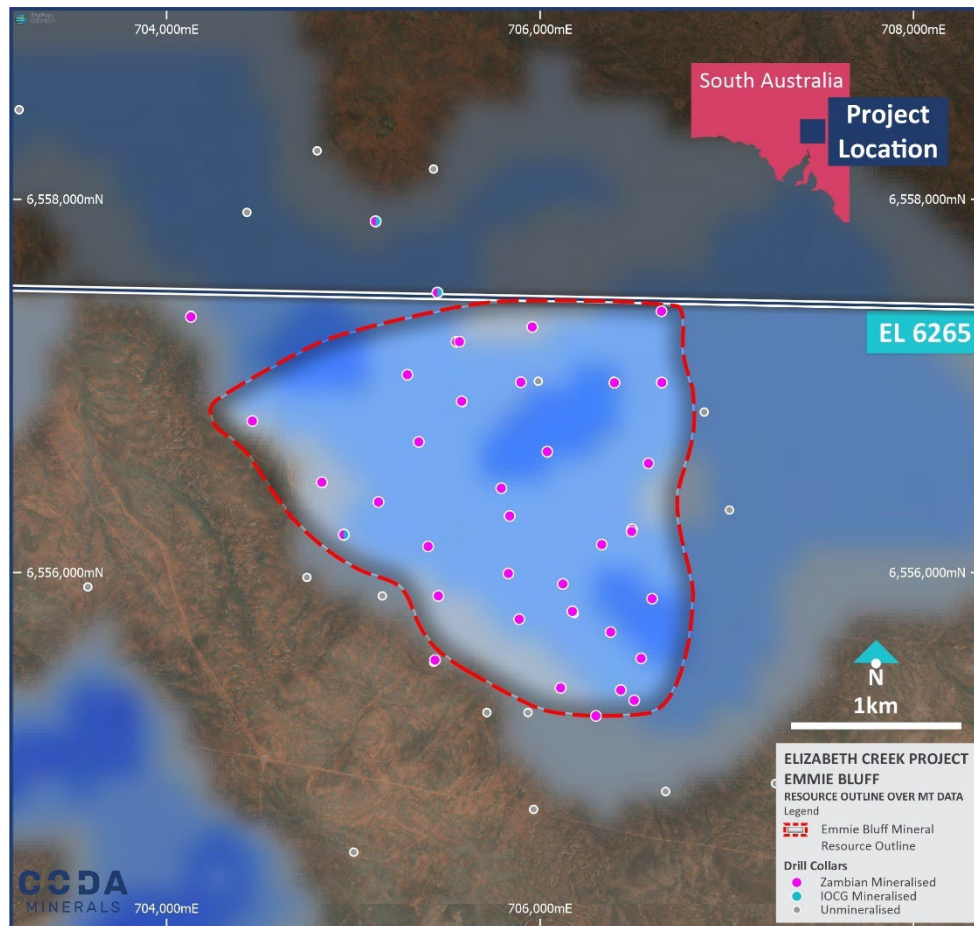 704,000mE
706,000mE
708,000mE
South Australia
Project
Location
6,558,000mN
6,558,000mN
EL 6265
6,556,000mN
6,556,000mN
N
1km
ELIZABETH CREEK PROJECT
EMMIE BLUFF
RESOURCE OUTLINE OVER MT DATA
Legend
Emmie Bluff Mineral
Resource Outline
Drill Collars
Zambian Mineralised
IOCG Mineralised
Unmineralised
CODA
MINERALS
704,000mE
706,000mE